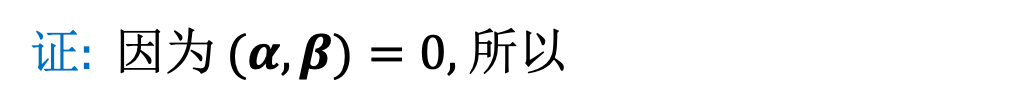 证: 因为 (α, β) = 0, 所以